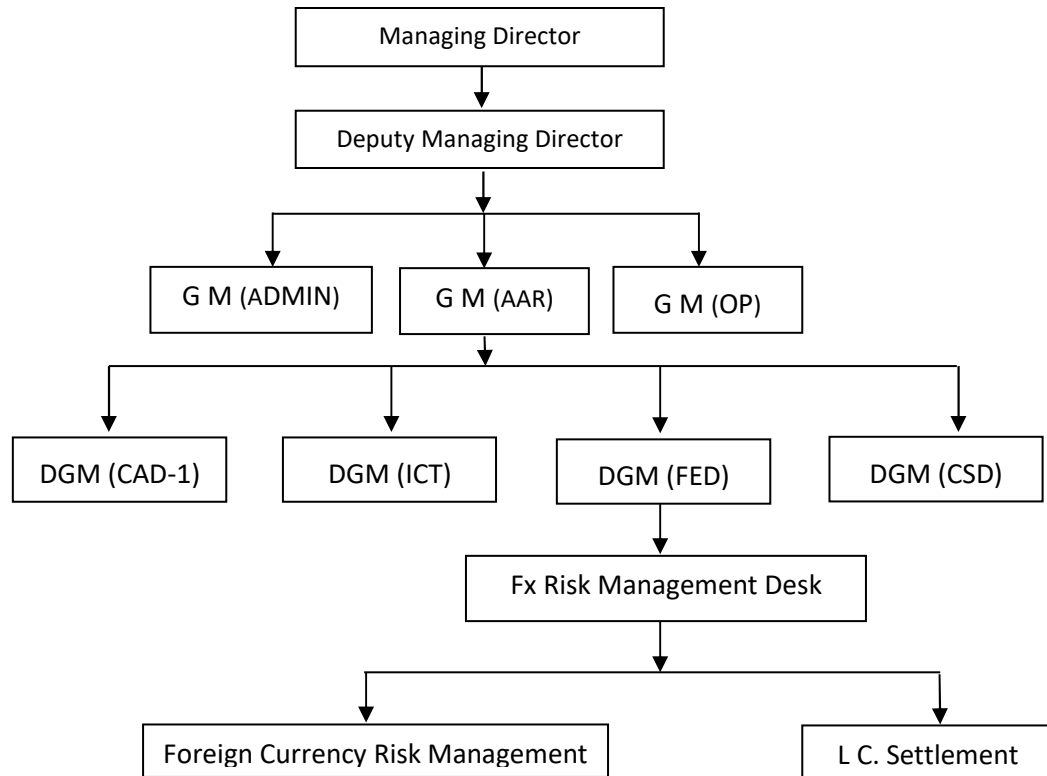 Managing Director
Deputy Managing Director
G M (ADMIN)
G M (AAR)
G M (OP)
DGM (CAD-1)
DGM (ICT)
DGM (FED)
DGM (CSD)
Fx Risk Management Desk
Foreign Currency Risk Management
L C. Settlement